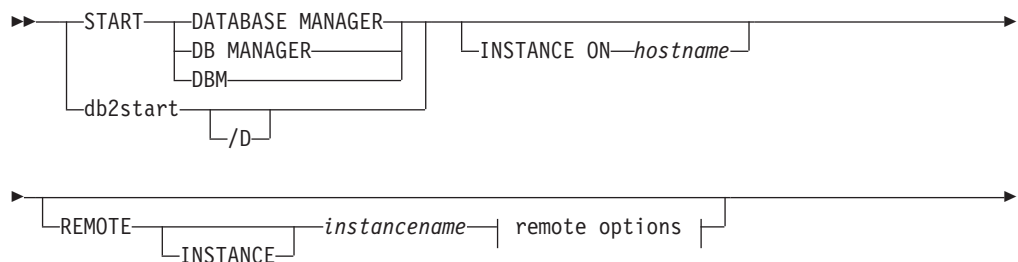 START DATABASE MANAGER
DB MANAGER
DBM
INSTANCE ON hostname
db2start
/D
REMOTE instancename remote options
INSTANCE